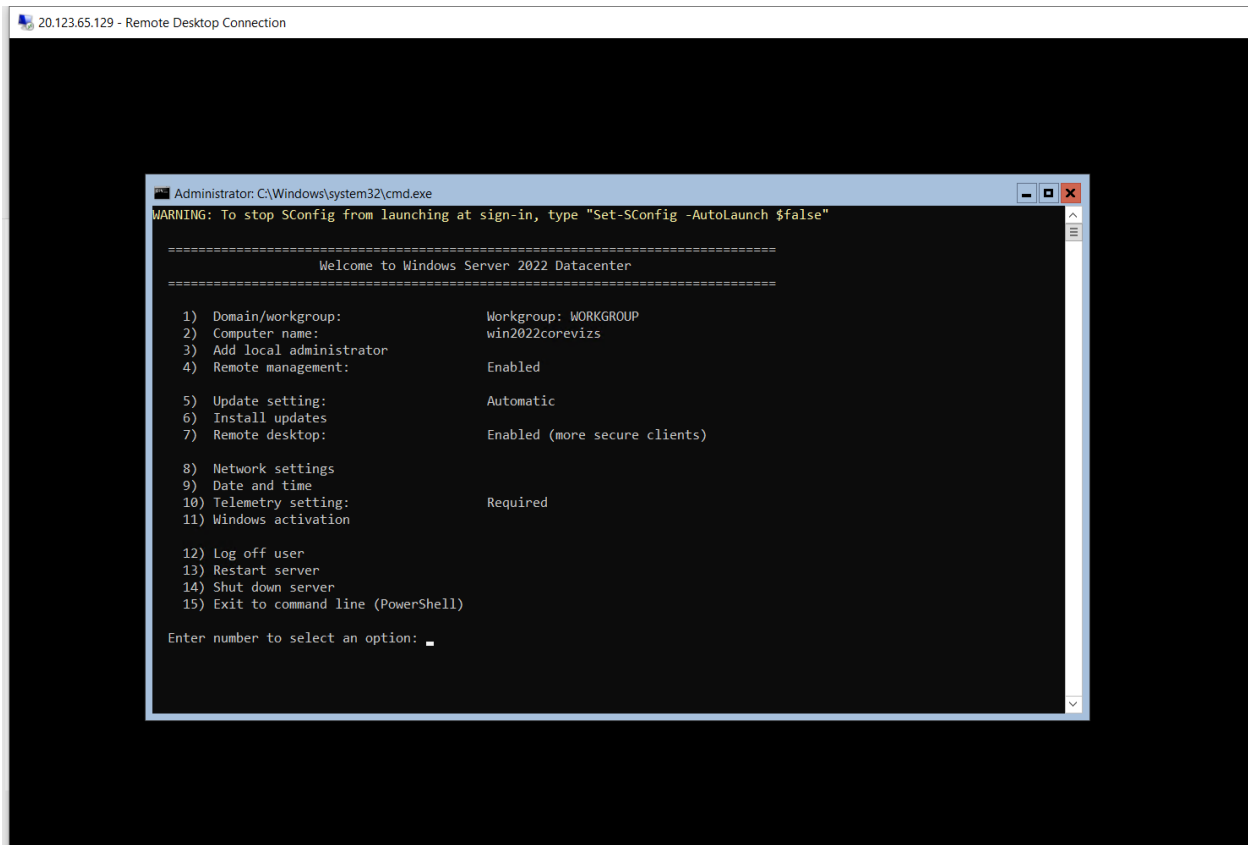 20.123.65.129 - Remote Desktop Connection
Administrator: C:\Windows\system32\cmd.exe
WARNING: To stop SConfig from launching at sign-in, type "Set-SConfig -AutoLaunch $false"
================================================================================
Welcome to Windows Server 2022 Datacenter
================================================================================
1) Domain/workgroup: Workgroup: WORKGROUP
2) Computer name: win2022corevizs
3) Add local administrator
4) Remote management: Enabled
5) Update setting: Automatic
6) Install updates
7) Remote desktop: Enabled (more secure clients)
8) Network settings
9) Date and time
10) Telemetry setting: Required
11) Windows activation
12) Log off user
13) Restart server
14) Shut down server
15) Exit to command line (PowerShell)
Enter number to select an option: